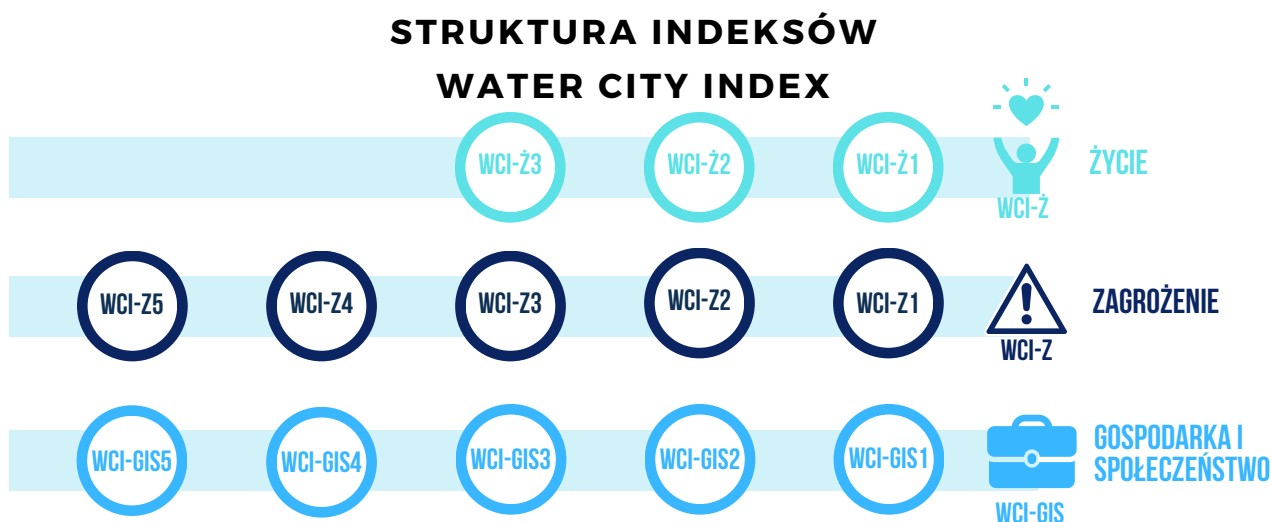 STRUKTURA INDEKSÓW
WATER CITY INDEX
WCI-Ż3
WCI-Ż2
WCI-Ż1
WCI-Ż
ŻYCIE
WCI-Z5
WCI-Z4
WCI-Z3
WCI-Z2
WCI-Z1
WCI-Z
ZAGROŻENIE
WCI-GIS5
WCI-GIS4
WCI-GIS3
WCI-GIS2
WCI-GIS1
WCI-GIS
GOSPODARKA I
SPOŁECZEŃSTWO